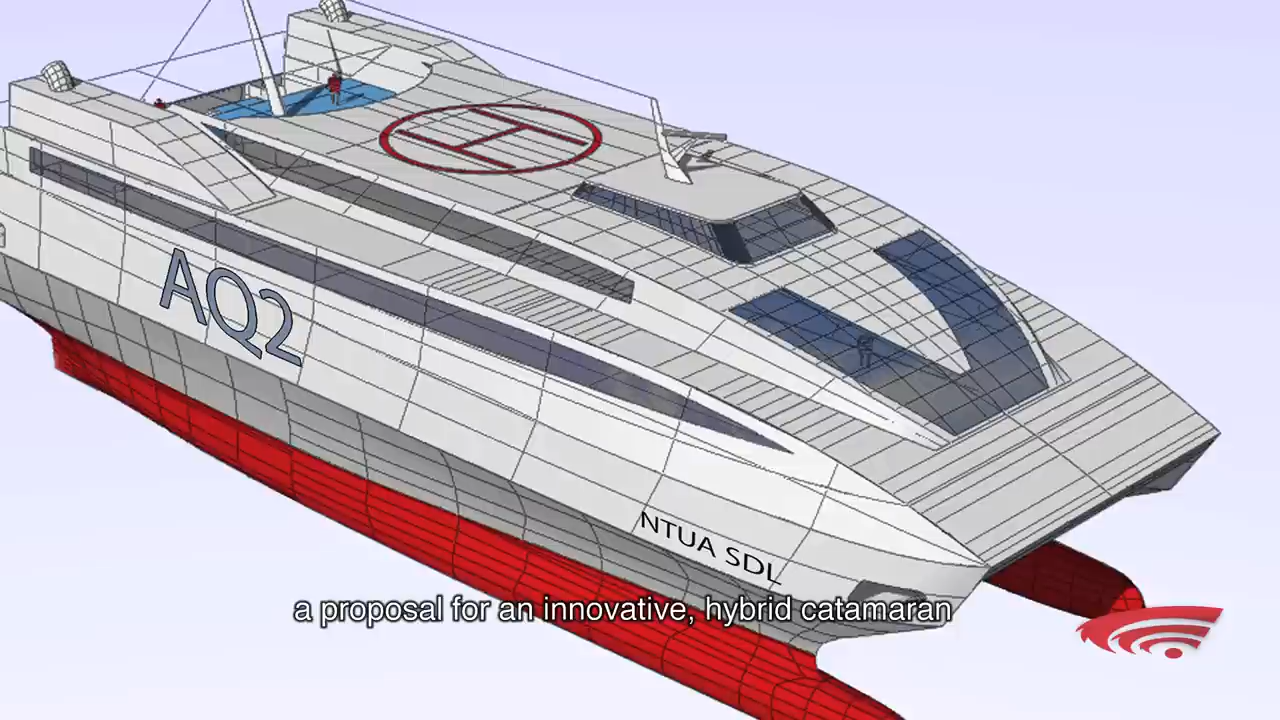 H
AQ2
NTUA SDL
a proposal for an innovative, hybrid catamaran